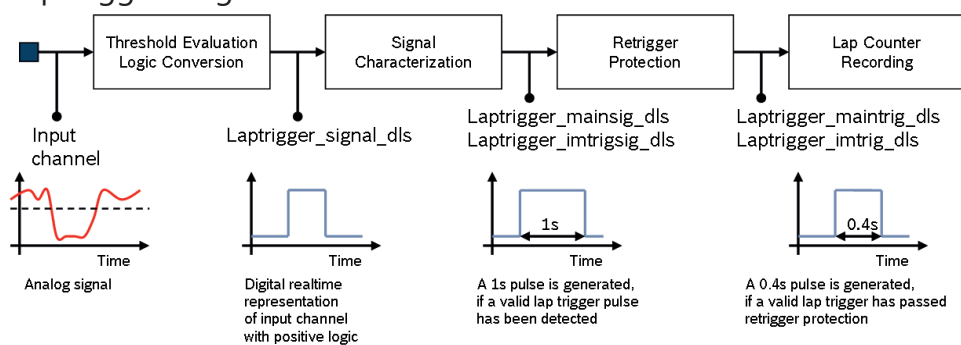 Threshold Evaluation
Logic Conversion
Signal
Characterization
Retrigger
Protection
Lap Counter
Recording
Input
channel
Laptrigger_signal_dls
Laptrigger_mainsig_dls
Laptrigger_imtrigsig_dls
Laptrigger_maintrig_dls
Laptrigger_imtrig_dls
1s
0.4s
Time
Time
Time
Time
Analog signal
Digital realtime
representation
of input channel
with positive logic
A 1s pulse is generated,
if a valid lap trigger pulse
has been detected
A 0.4s pulse is generated,
if a valid lap trigger has passed
retrigger protection